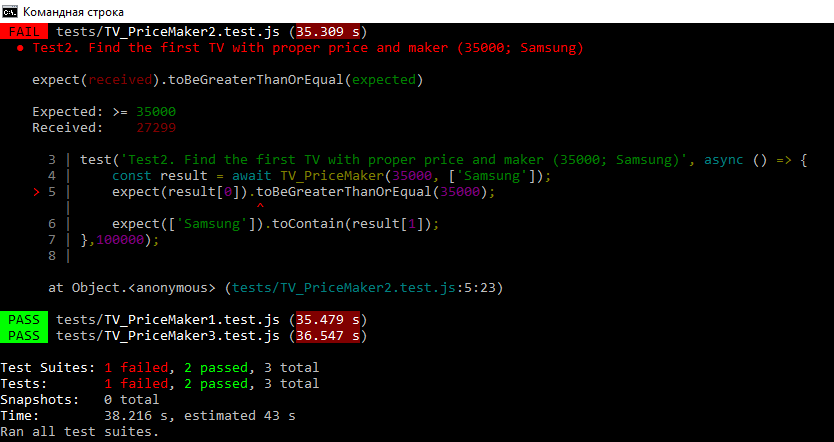 Командная строка
FAIL tests/TV_PriceMaker2.test.js (35.309 s)
● Test2. Find the first TV with proper price and maker (35000; Samsung)
expect(received).toBeGreaterThanOrEqual(expected)
Expected: >= 35000
Received: 27299
3 | test('Test2. Find the first TV with proper price and maker (35000; Samsung)', async () => {
4 | const result = await TV_PriceMaker(35000, ['Samsung']);
> 5 | expect(result[0]).toBeGreaterThanOrEqual(35000);
| ^
6 | expect(['Samsung']).toContain(result[1]);
7 | },100000);
8 |
at Object.<anonymous> (tests/TV_PriceMaker2.test.js:5:23)
PASS tests/TV_PriceMaker1.test.js (35.479 s)
PASS tests/TV_PriceMaker3.test.js (36.547 s)
Test Suites: 1 failed, 2 passed, 3 total
Tests: 1 failed, 2 passed, 3 total
Snapshots: 0 total
Time: 38.216 s, estimated 43 s
Ran all test suites.